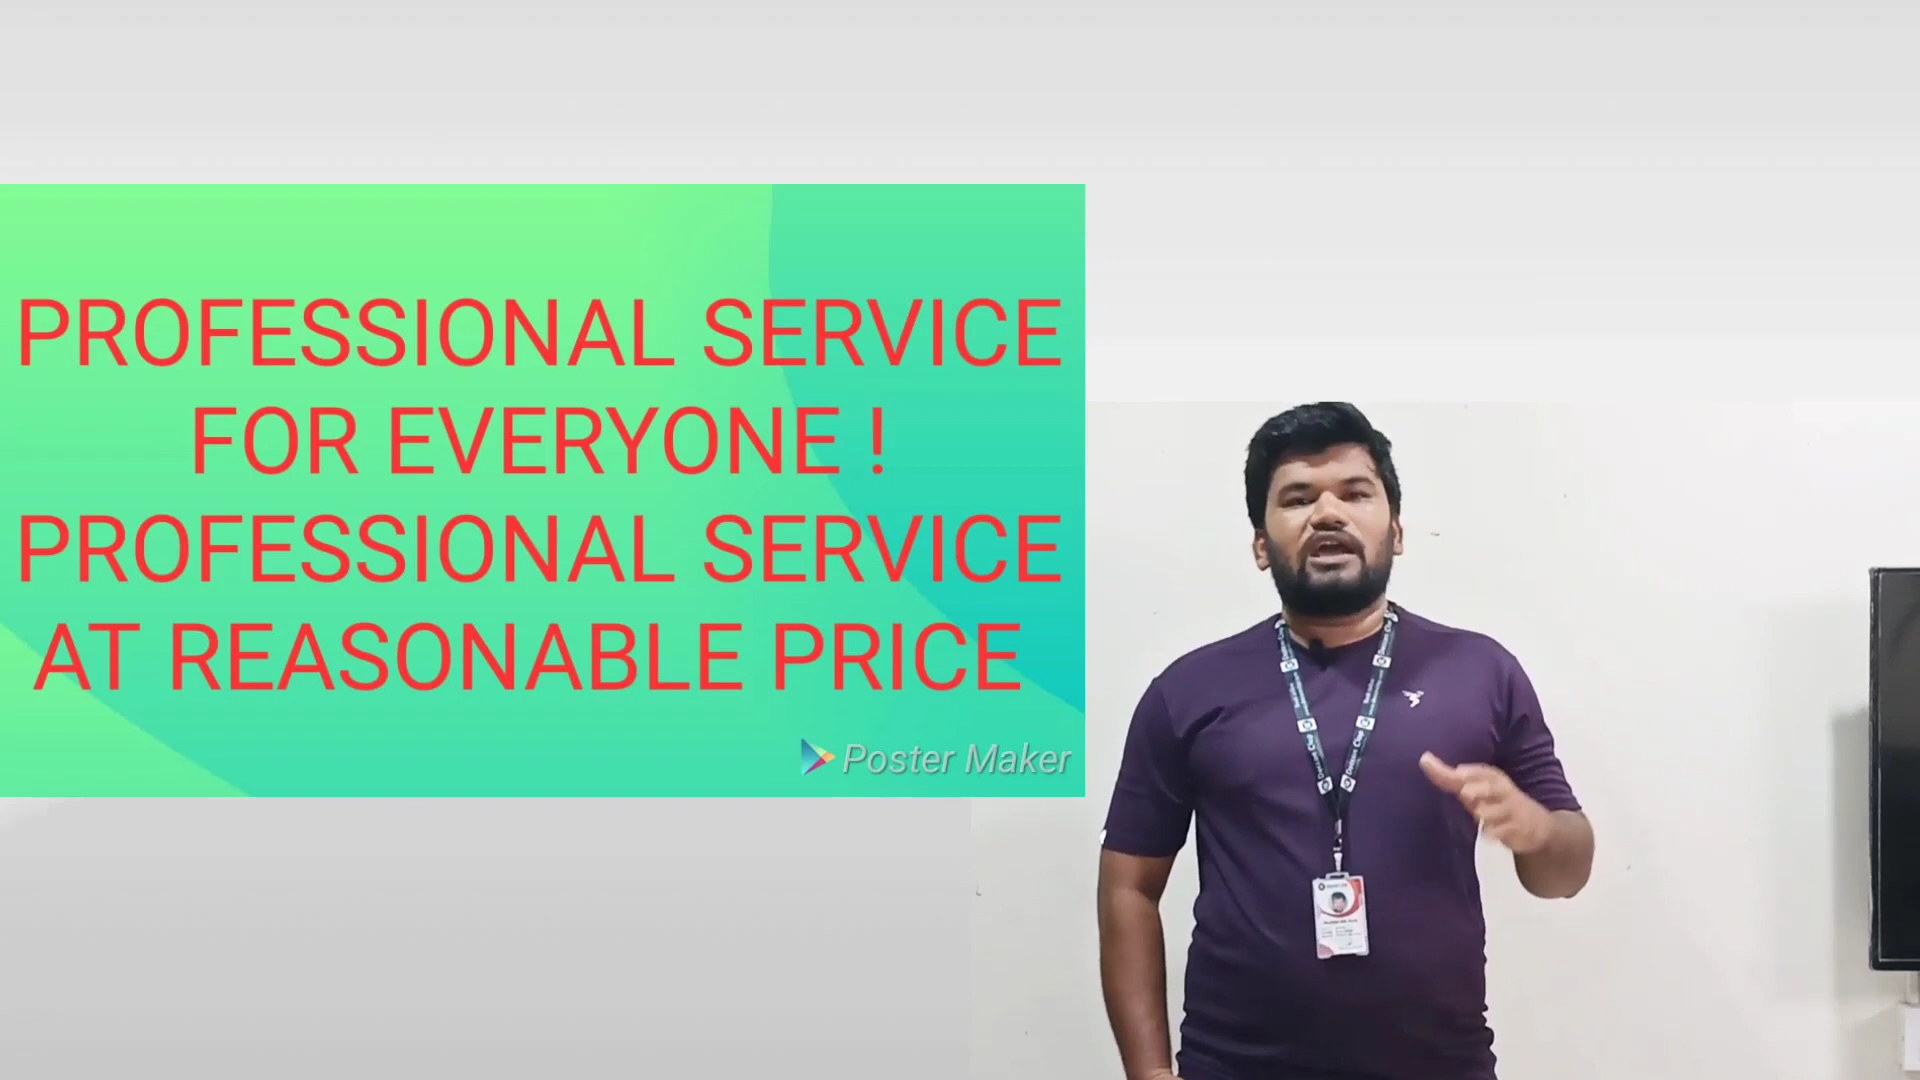 PROFESSIONAL SERVICE
FOR EVERYONE !
PROFESSIONAL SERVICE
AT REASONABLE PRICE
Poster Maker